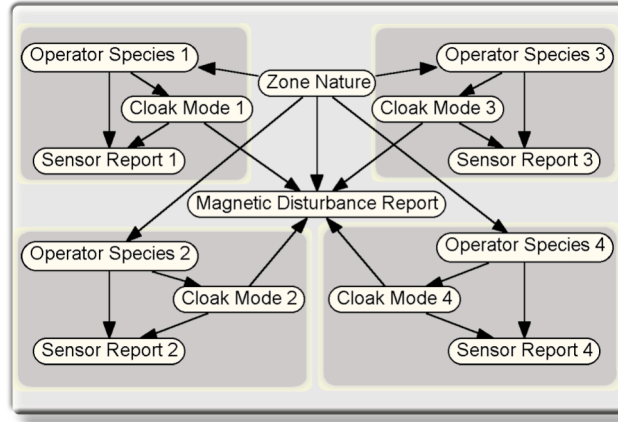 Operator Species 1
Operator Species 3
Zone Nature
Cloak Mode 1
Cloak Mode 3
Sensor Report 1
Sensor Report 3
Magnetic Disturbance Report
Operator Species 2
Operator Species 4
Cloak Mode 2
Cloak Mode 4
Sensor Report 2
Sensor Report 4